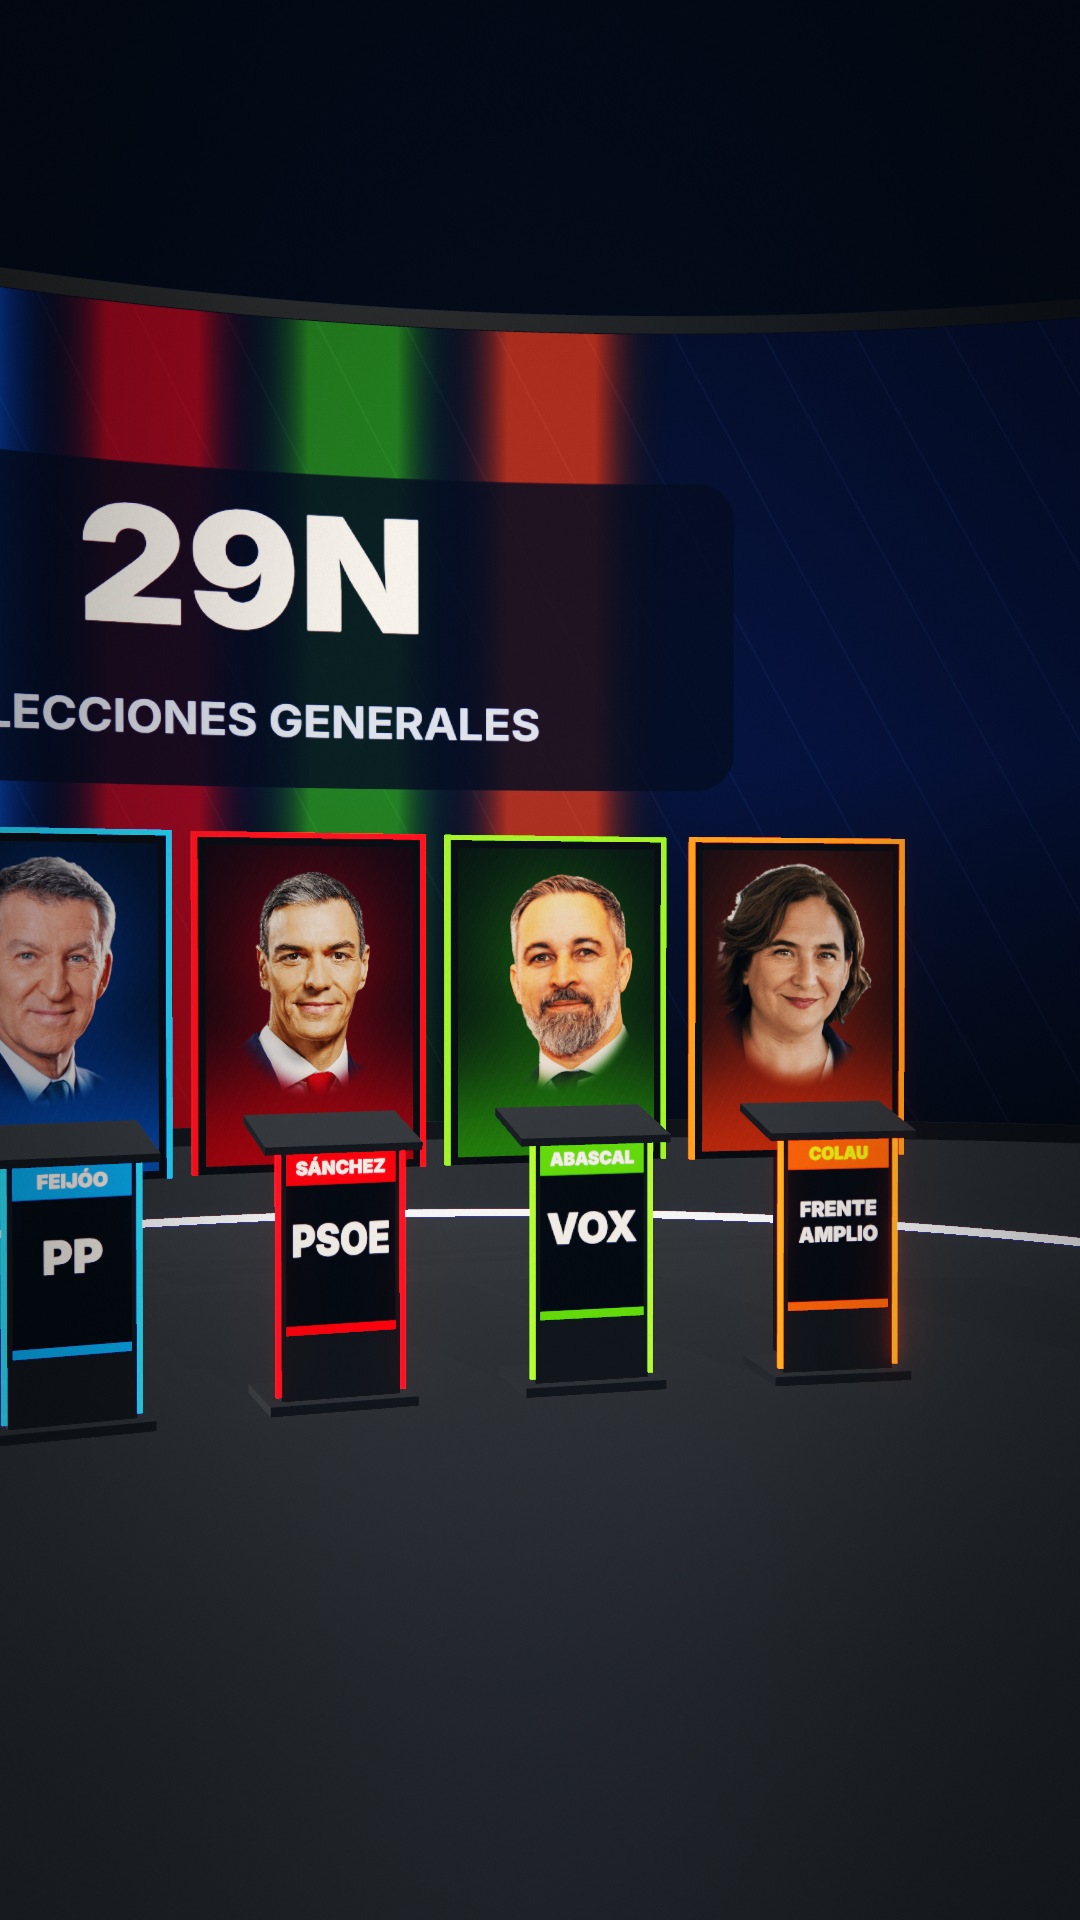 29N
LECCIONES GENERALES
FEIJÓO
PP
SÁNCHEZ
PSOE
ABASCAL
VOX
COLAU
FRENTE
AMPLIO